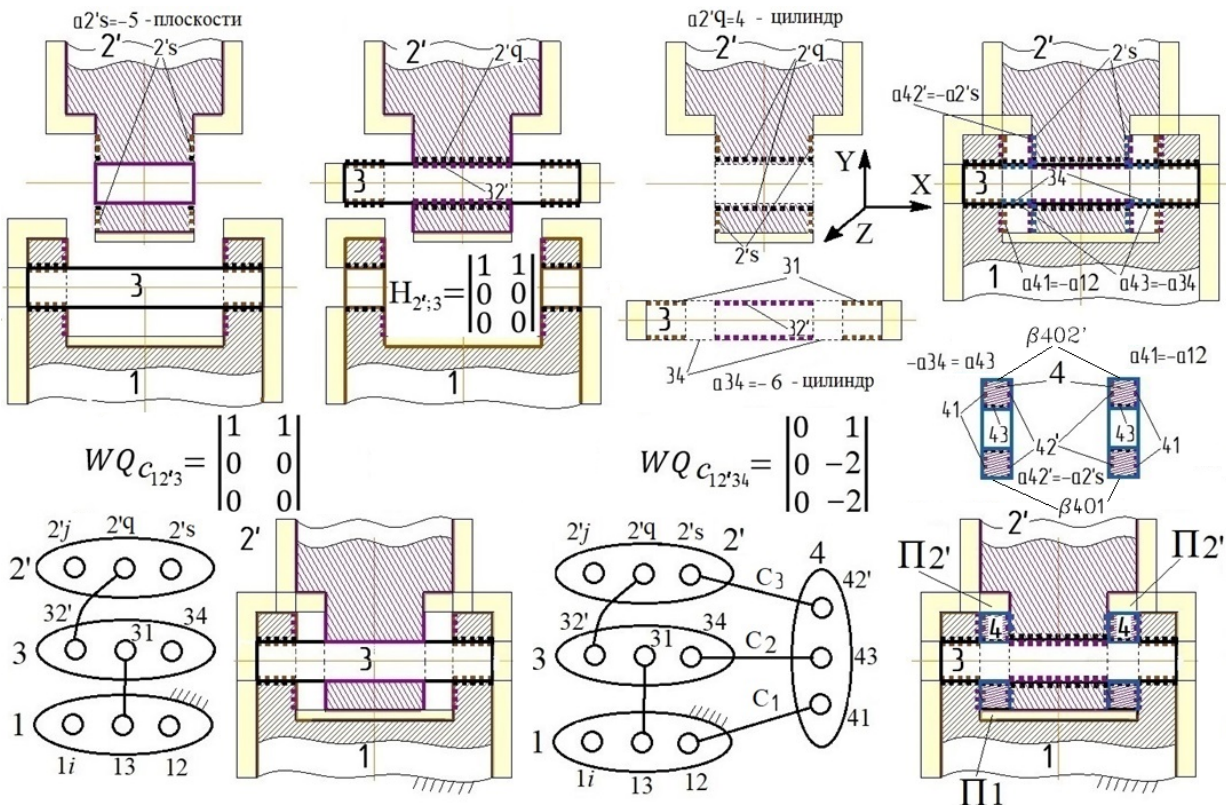 a2's=-5 - плоскости
2'
2's
2'
2'q
3
32'
3
1
H2';3= |1 1|
|0 0|
|0 0|
1
a2'q=4 - цилиндр
2'
2'q
2's
Y
X
Z
31
3
32'
34
a34=-6 - цилиндр
2'
2's
a42'=-a2's
3
34
1
a41=-a12
a43=-a34
β402'
-a34 = a43
a41=-a12
4
41
43
42'
43
41
a42'=-a2's
β401
WQc12'3= |1 1|
|0 0|
|0 0|
WQc12'34= |0 1|
|0 -2|
|0 -2|
2'j
2'q
2's
2'
32'
31
34
3
1
1i
13
12
2'
3
1
2'j
2'q
2's
2'
4
C3
42'
32'
31
34
3
C2
43
C1
41
1
1i
13
12
2'
П2'
П2'
4
4
3
1
П1